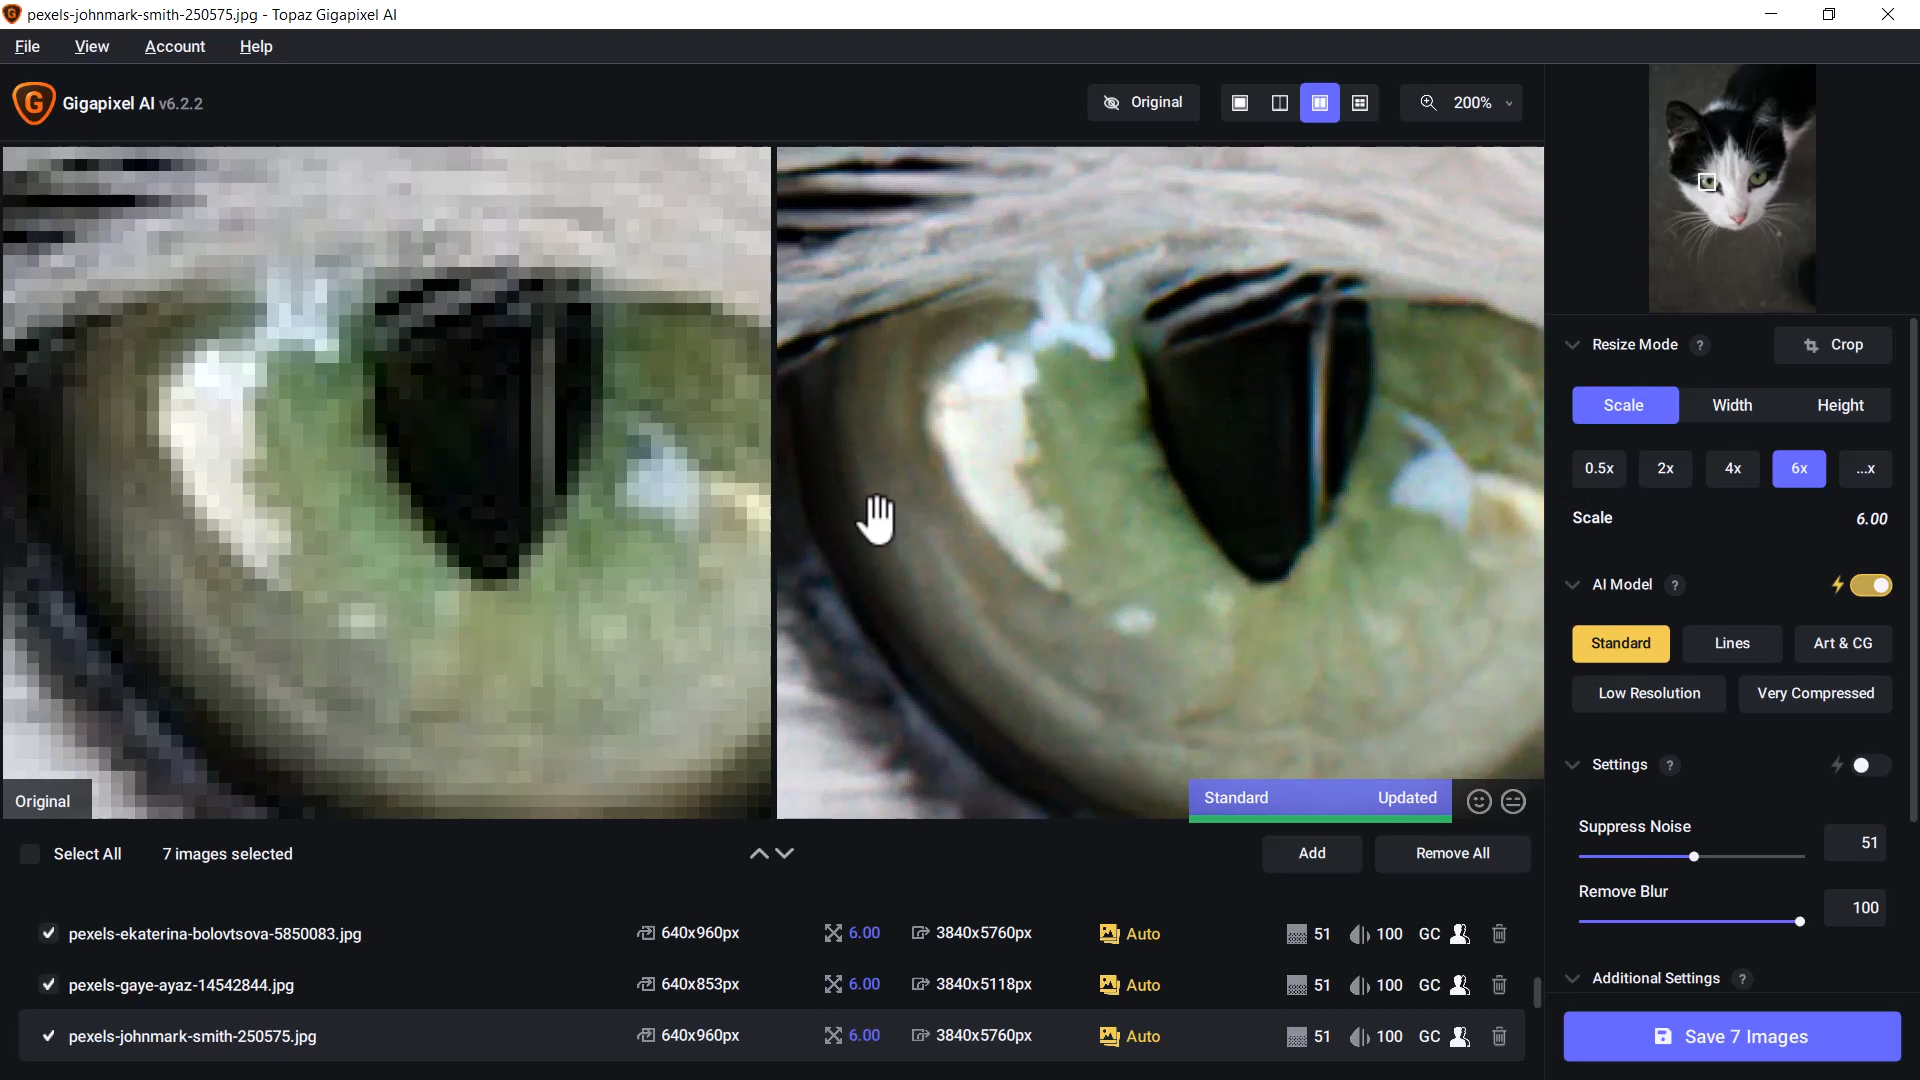 pexels-johnmark-smith-250575.jpg - Topaz Gigapixel AI
File View Account Help
G Gigapixel AI v6.2.2
Original 200%
Resize Mode ? Crop
Scale Width Height
0.5x 2x 4x 6x ...x
Scale 6.00
AI Model ?
Standard Lines Art & CG
Low Resolution Very Compressed
Settings ?
Original
Standard Updated
Suppress Noise 51
Remove Blur 100
Select All 7 images selected Add Remove All
pexels-ekaterina-bolovtsova-5850083.jpg 640x960px 6.00 3840x5760px Auto 51 100 GC
pexels-gaye-ayaz-14542844.jpg 640x853px 6.00 3840x5118px Auto 51 100 GC
Additional Settings ?
pexels-johnmark-smith-250575.jpg 640x960px 6.00 3840x5760px Auto 51 100 GC
Save 7 Images